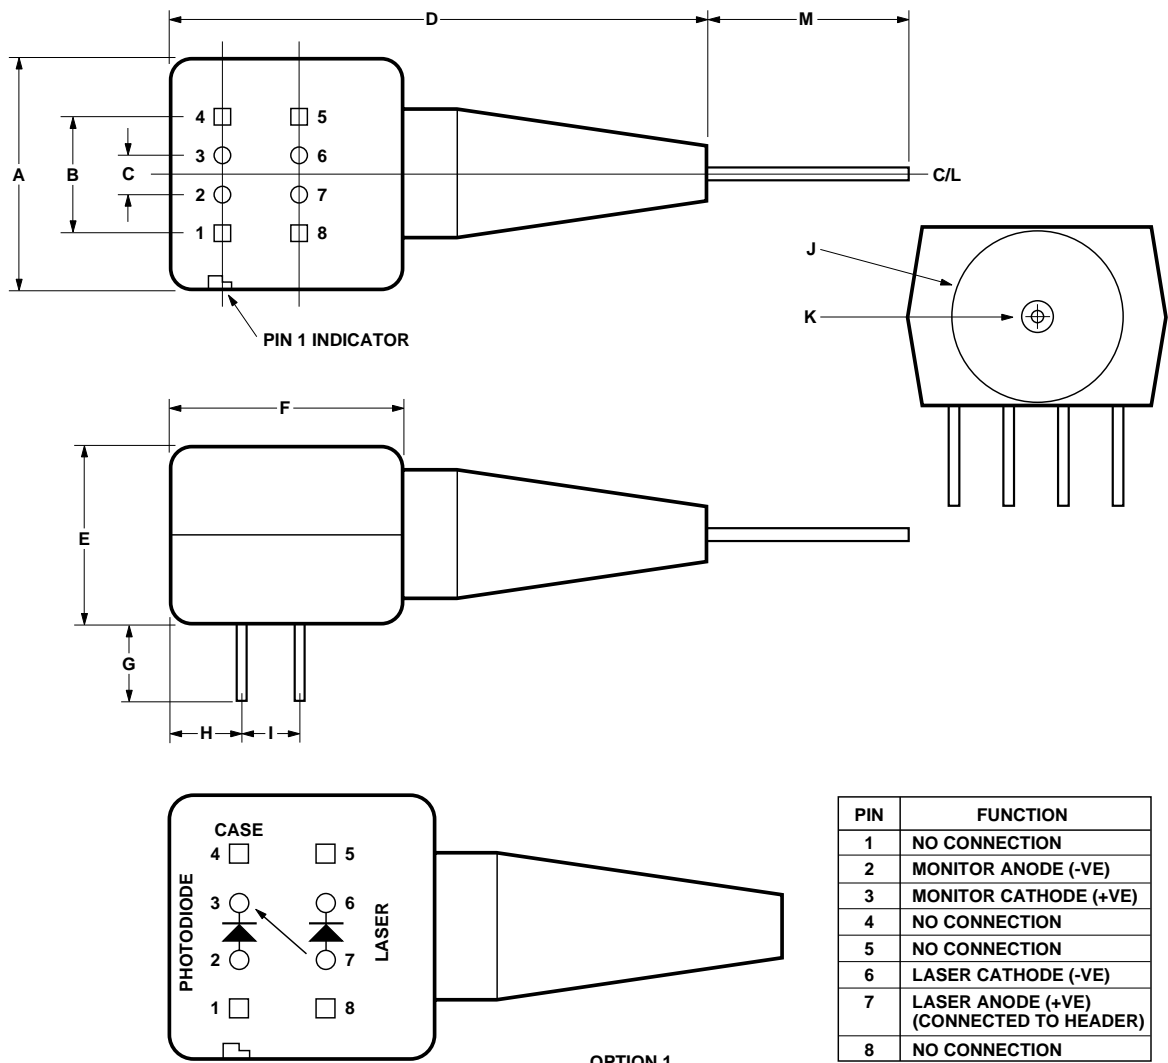 D
M
4
5
3
6
A
B
C
C/L
2
7
1
8
J
K
PIN 1 INDICATOR
F
E
G
H
I
CASE
4
5
PHOTODIODE
3
6
LASER
2
7
1
8
OPTION 1
PIN FUNCTION
1 NO CONNECTION
2 MONITOR ANODE (-VE)
3 MONITOR CATHODE (+VE)
4 NO CONNECTION
5 NO CONNECTION
6 LASER CATHODE (-VE)
7 LASER ANODE (+VE)
(CONNECTED TO HEADER)
8 NO CONNECTION